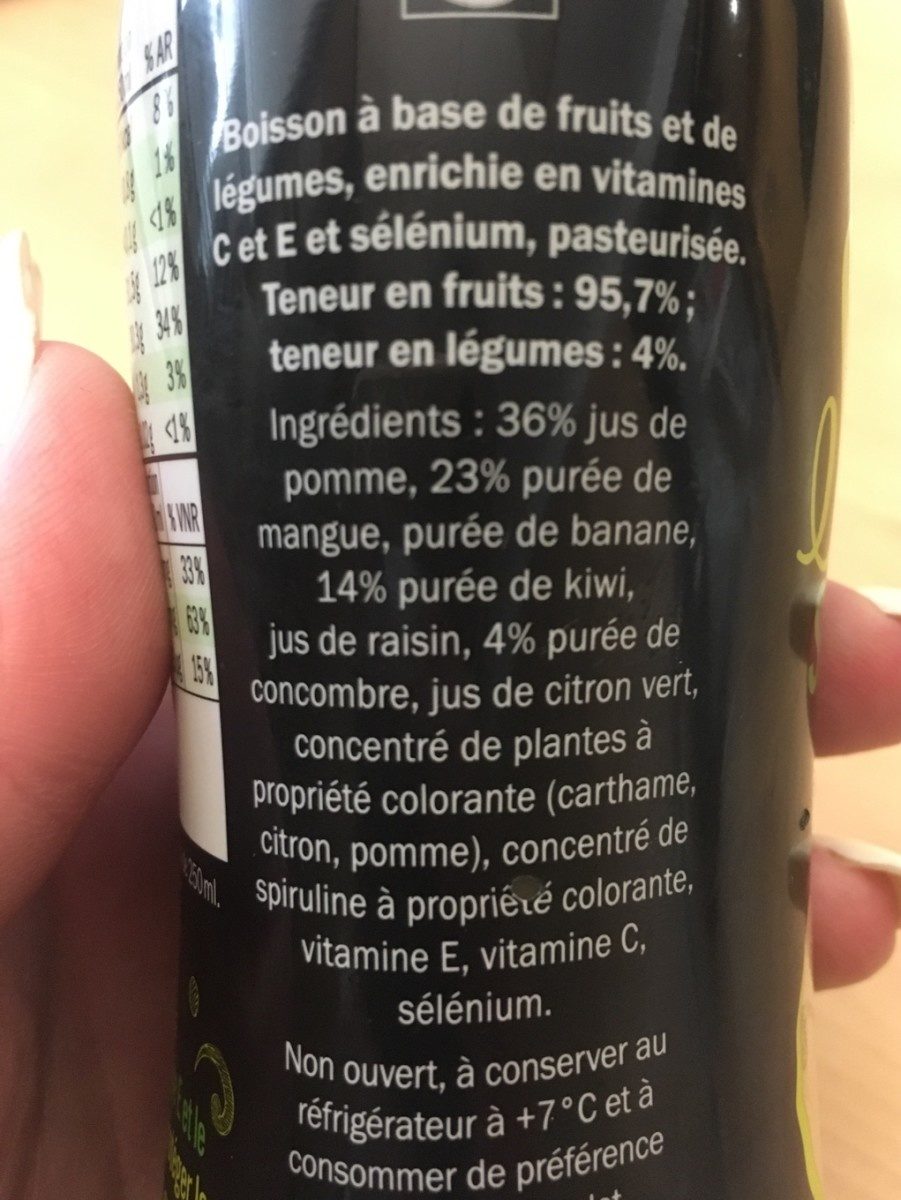 % AR
8%
1%
<1%
12%
34%
3%
<1%
% VNR
33%
63%
15%
250ml.
Boisson à base de fruits et de
légumes, enrichie en vitamines
C et E et sélénium, pasteurisée.
Teneur en fruits : 95,7% ;
teneur en légumes : 4%.
Ingrédients : 36% jus de
pomme, 23% purée de
mangue, purée de banane,
14% purée de kiwi,
jus de raisin, 4% purée de
concombre, jus de citron vert,
concentré de plantes à
propriété colorante (carthame,
citron, pomme), concentré de
spiruline à propriété colorante,
vitamine E, vitamine C,
sélénium.
Non ouvert, à conserver au
réfrigérateur à +7°C et à
consommer de préférence
E et le